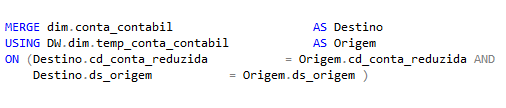 MERGE dim.conta_contabil AS Destino
USING DW.dim.temp_conta_contabil AS Origem
ON (Destino.cd_conta_reduzida = Origem.cd_conta_reduzida AND
Destino.ds_origem = Origem.ds_origem )